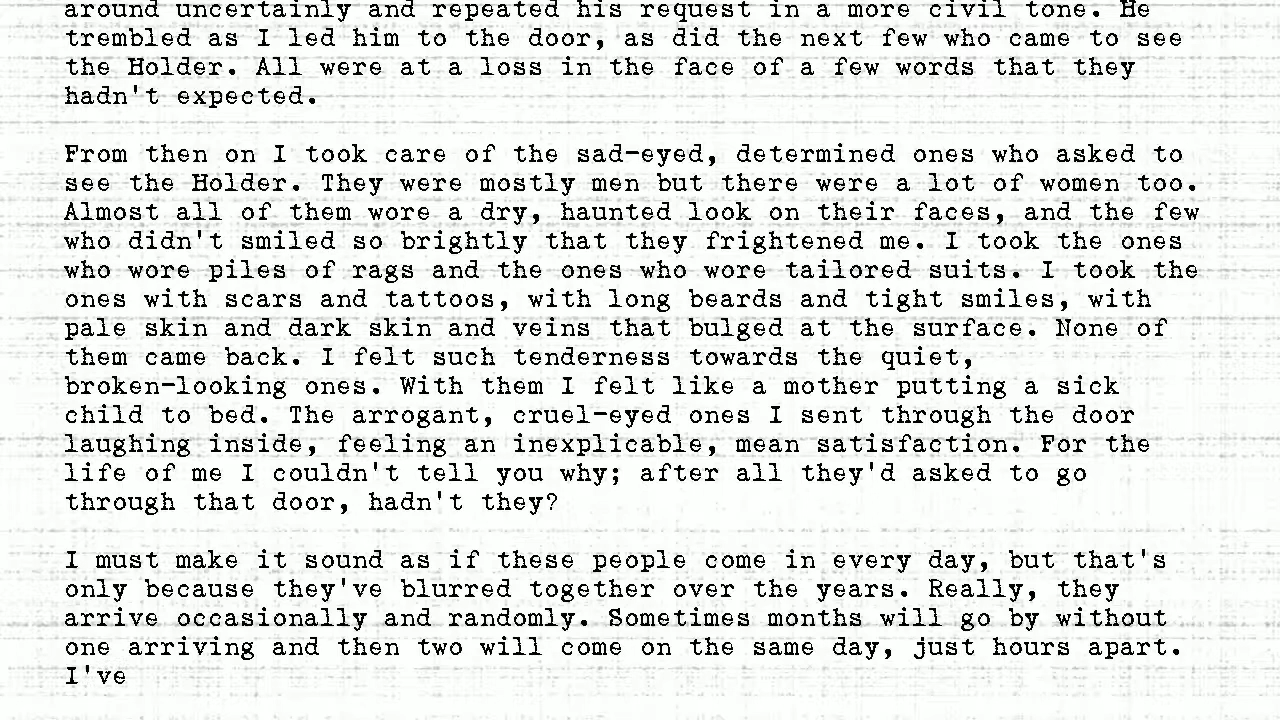 around uncertainly and repeated his request in a more civil tone. He
trembled as I led him to the door, as did the next few who came to see
the Holder. All were at a loss in the face of a few words that they
hadn't expected.

From then on I took care of the sad-eyed, determined ones who asked to
see the Holder. They were mostly men but there were a lot of women too.
Almost all of them wore a dry, haunted look on their faces, and the few
who didn't smiled so brightly that they frightened me. I took the ones
who wore piles of rags and the ones who wore tailored suits. I took the
ones with scars and tattoos, with long beards and tight smiles, with
pale skin and dark skin and veins that bulged at the surface. None of
them came back. I felt such tenderness towards the quiet,
broken-looking ones. With them I felt like a mother putting a sick
child to bed. The arrogant, cruel-eyed ones I sent through the door
laughing inside, feeling an inexplicable, mean satisfaction. For the
life of me I couldn't tell you why; after all they'd asked to go
through that door, hadn't they?

I must make it sound as if these people come in every day, but that's
only because they've blurred together over the years. Really, they
arrive occasionally and randomly. Sometimes months will go by without
one arriving and then two will come on the same day, just hours apart.
I've